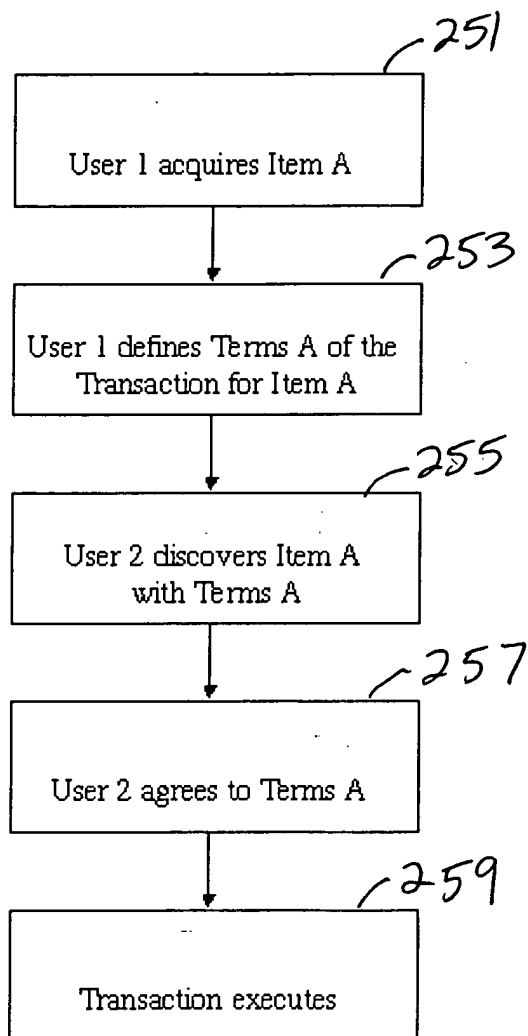 251
User 1 acquires Item A
253
User 1 defines Terms A of the
Transaction for Item A
255
User 2 discovers Item A
with Terms A
257
User 2 agrees to Terms A
259
Transaction executes